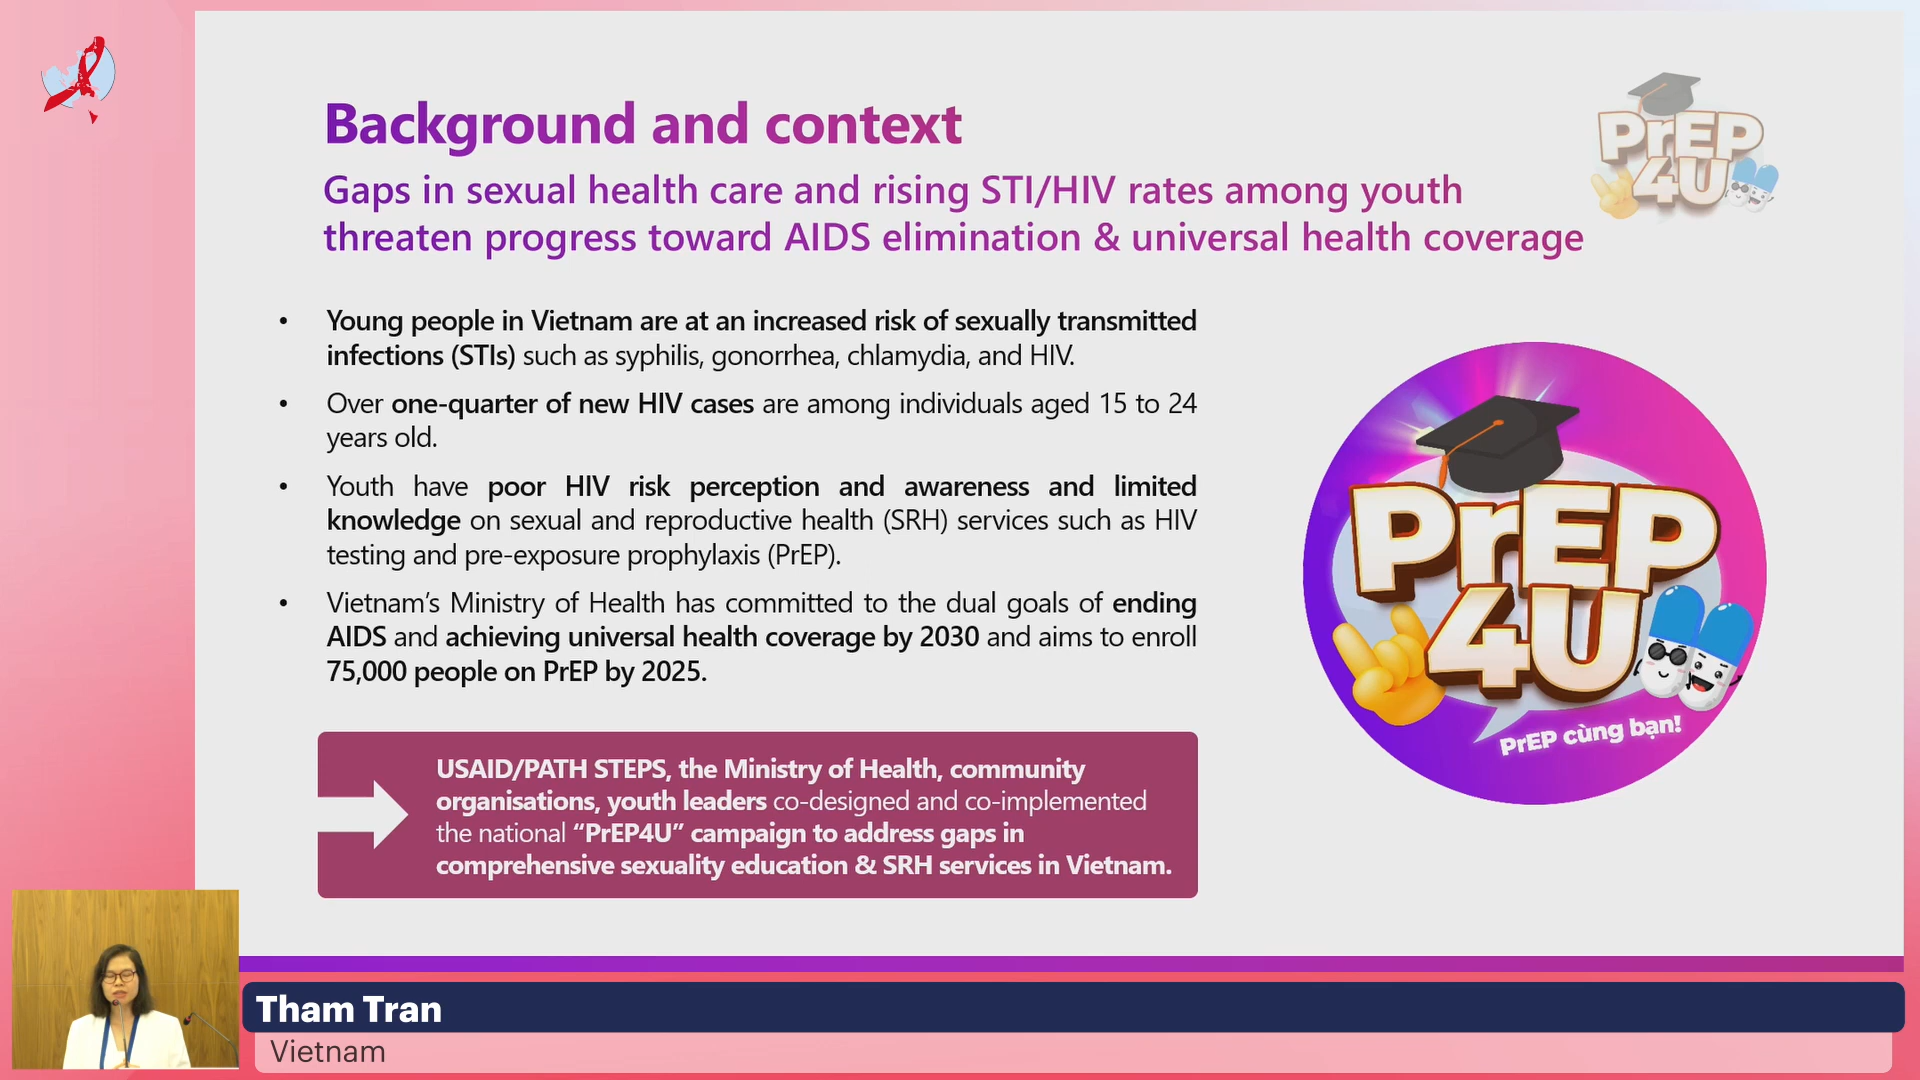 Background and context
Gaps in sexual health care and rising STI/HIV rates among youth
threaten progress toward AIDS elimination & universal health coverage
PrEP
4U
• Young people in Vietnam are at an increased risk of sexually transmitted
infections (STIs) such as syphilis, gonorrhea, chlamydia, and HIV.
• Over one-quarter of new HIV cases are among individuals aged 15 to 24
years old.
• Youth have poor HIV risk perception and awareness and limited
knowledge on sexual and reproductive health (SRH) services such as HIV
testing and pre-exposure prophylaxis (PrEP).
• Vietnam’s Ministry of Health has committed to the dual goals of ending
AIDS and achieving universal health coverage by 2030 and aims to enroll
75,000 people on PrEP by 2025.
USAID/PATH STEPS, the Ministry of Health, community
organisations, youth leaders co-designed and co-implemented
the national “PrEP4U” campaign to address gaps in
comprehensive sexuality education & SRH services in Vietnam.
PrEP
4U
PrEP cùng bạn!
Tham Tran
Vietnam